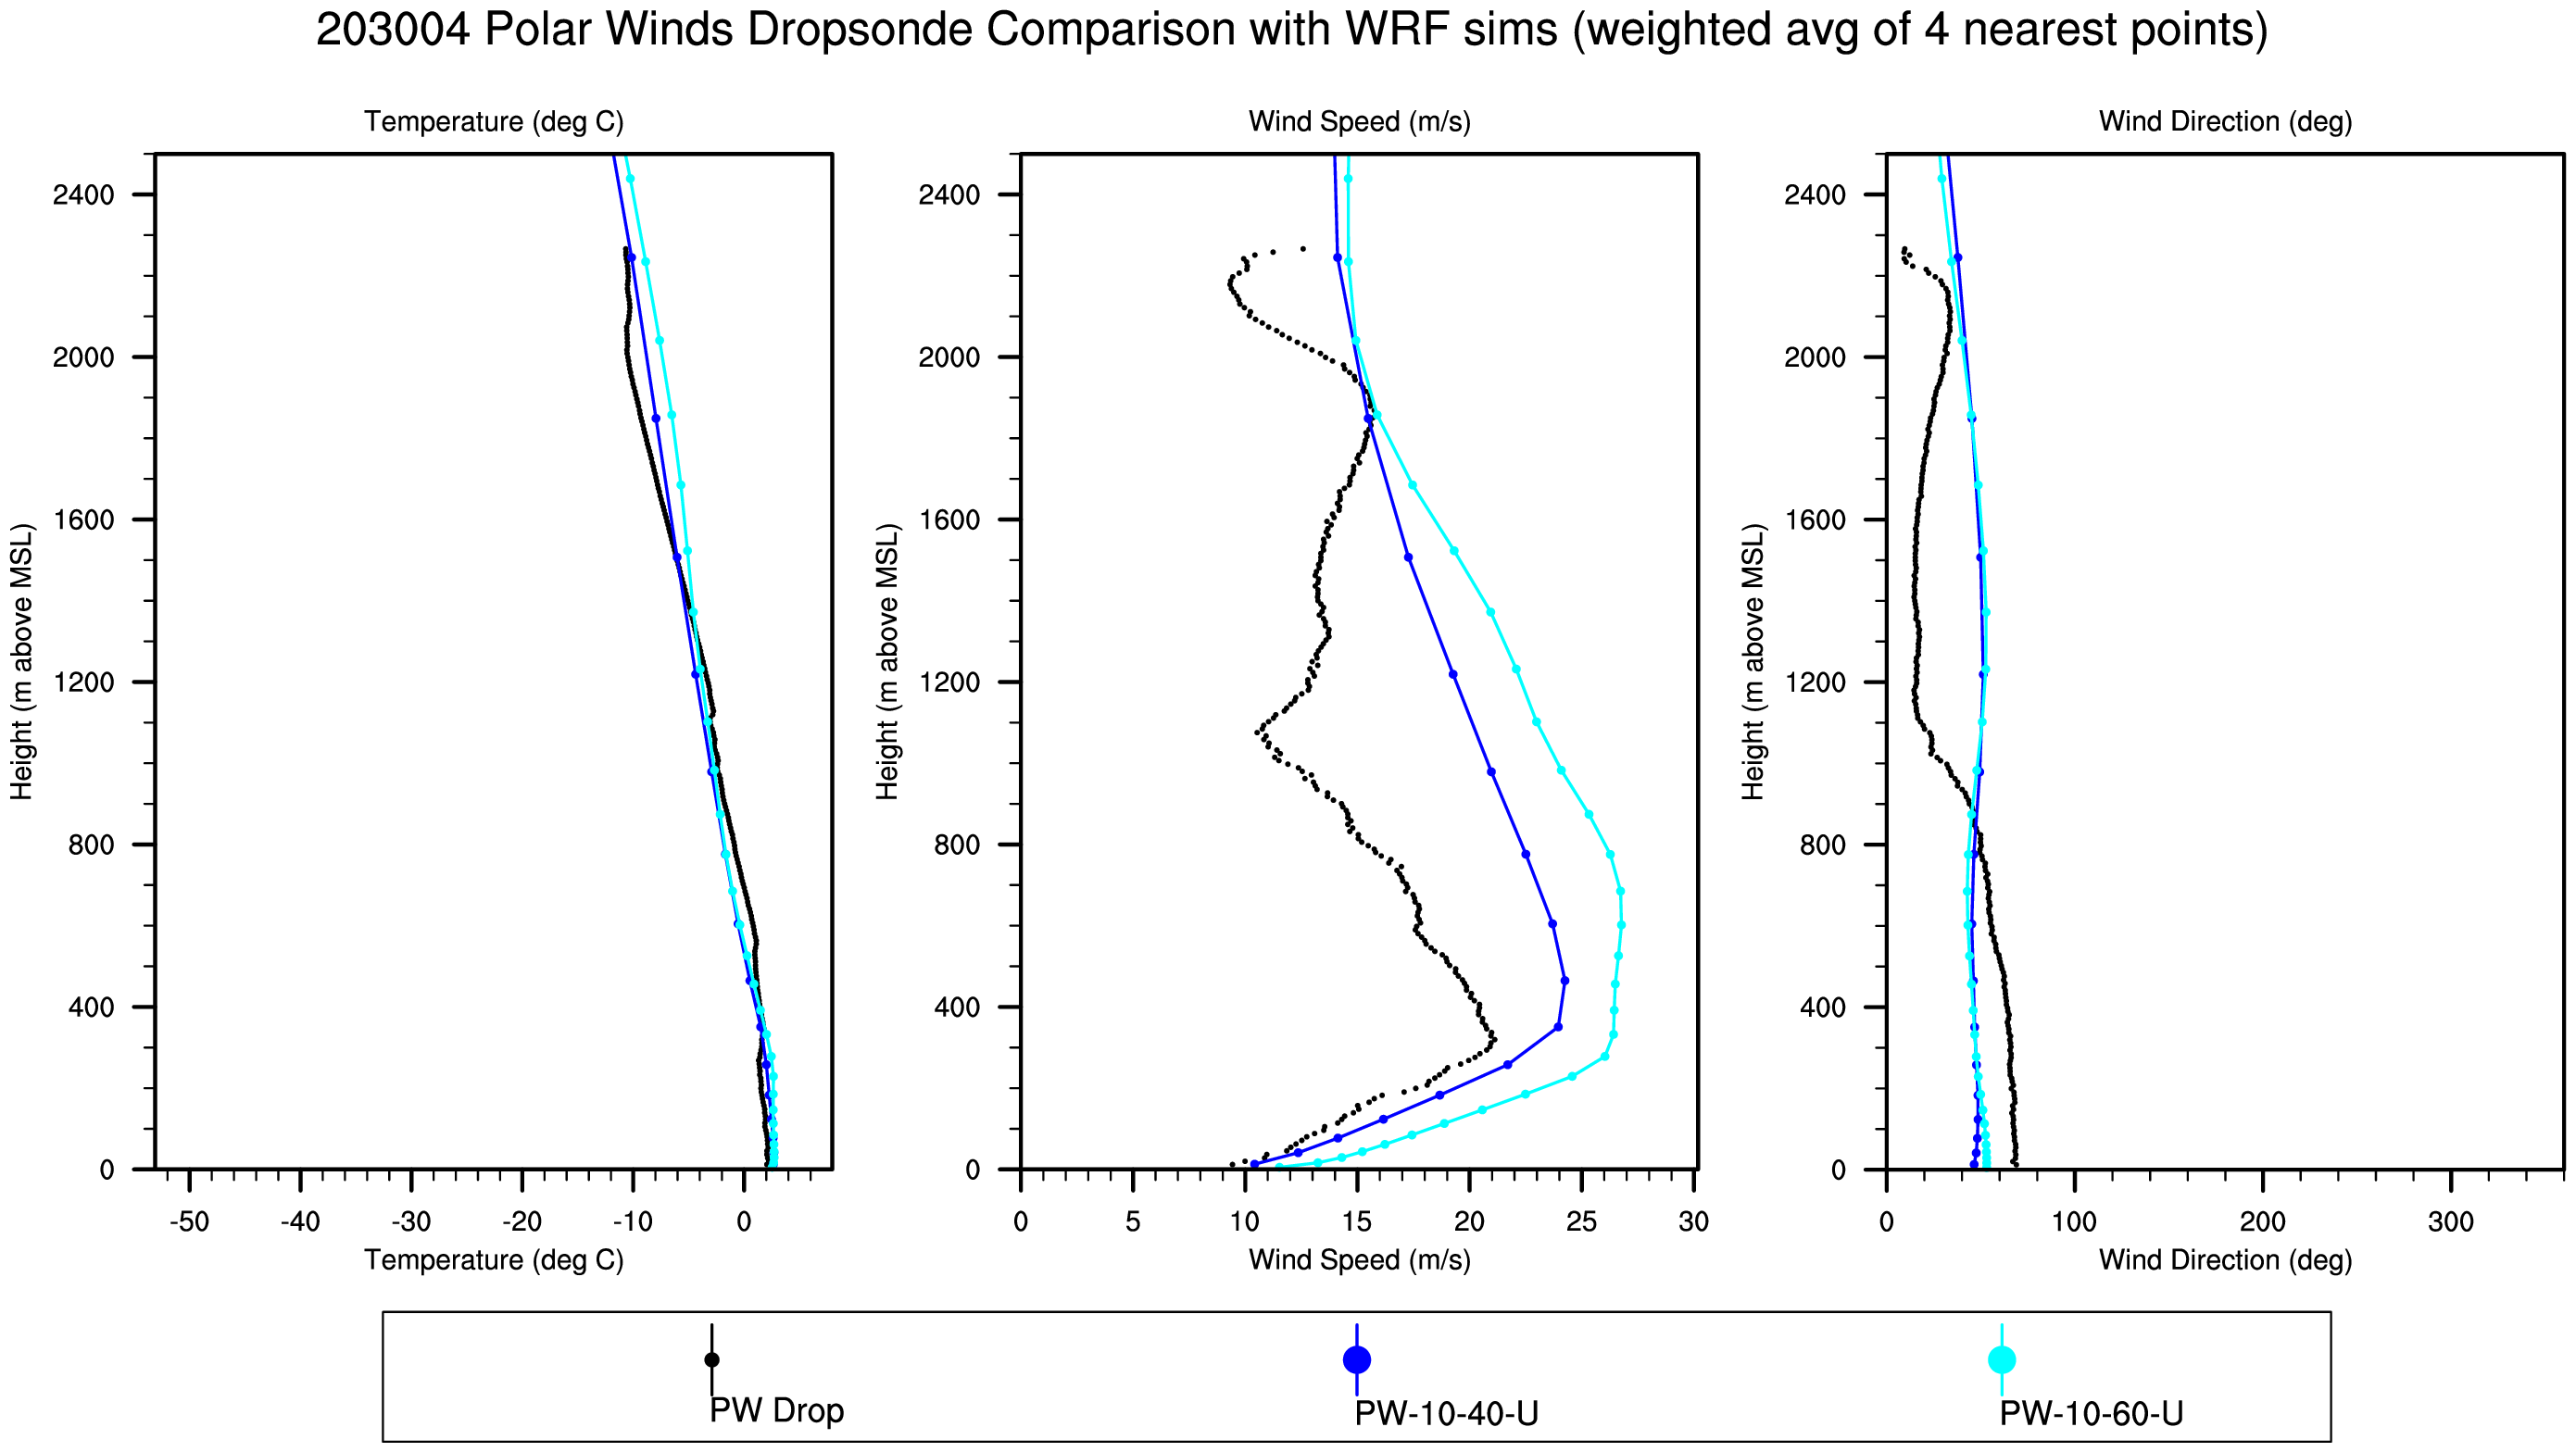 203004 Polar Winds Dropsonde Comparison with WRF sims (weighted avg of 4 nearest points)
Temperature (deg C)
Height (m above MSL)
2400
2000
1600
1200
800
400
0
-50 -40 -30 -20 -10 0
Temperature (deg C)
Wind Speed (m/s)
Height (m above MSL)
2400
2000
1600
1200
800
400
0
0 5 10 15 20 25 30
Wind Speed (m/s)
Wind Direction (deg)
Height (m above MSL)
2400
2000
1600
1200
800
400
0
0 100 200 300
Wind Direction (deg)
PW Drop
PW-10-40-U
PW-10-60-U